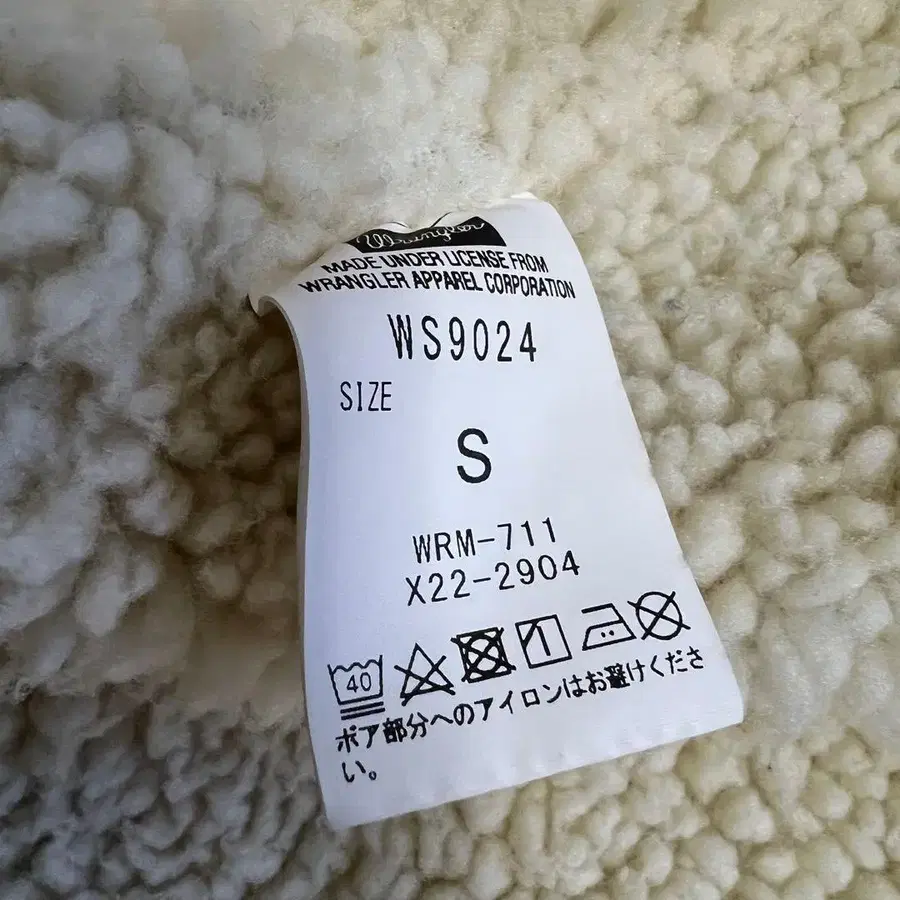 Wrangler
MADE UNDER LICENSE FROM
WRANGLER APPAREL CORPORATION
WS9024
SIZE
S
WRM-711
X22-2904
40
ボア部分へのアイロンはお避けくださ
い。